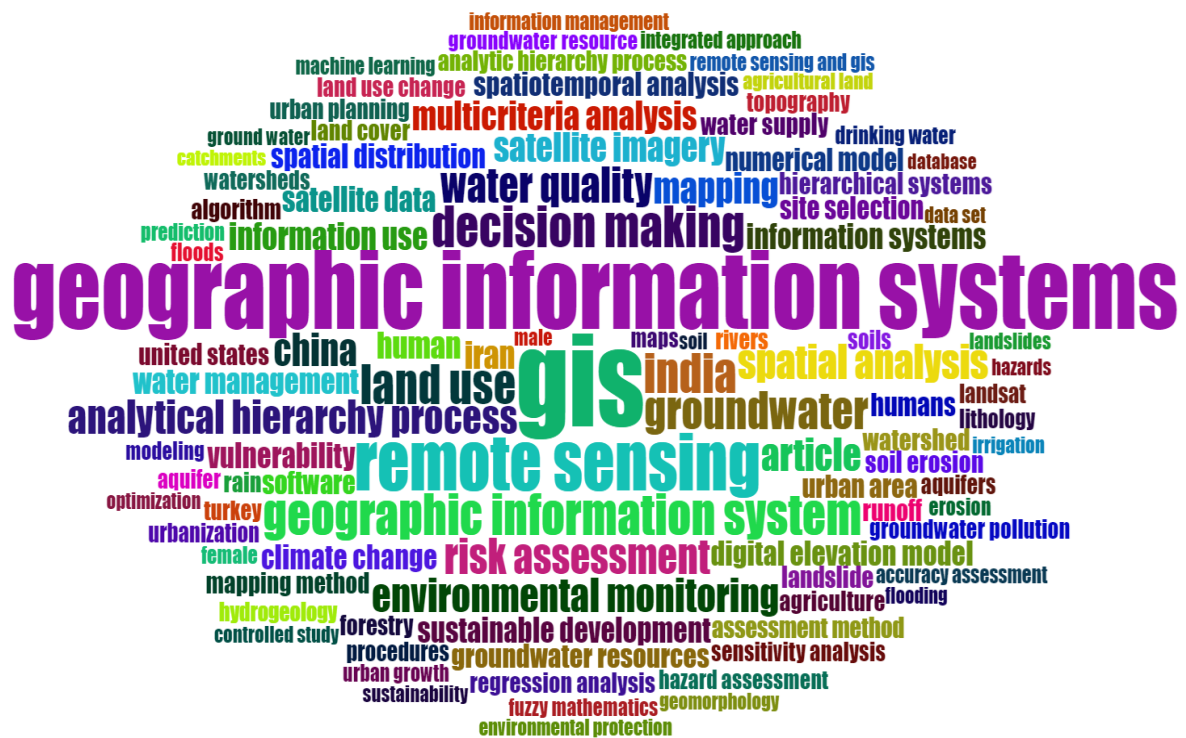 information management
groundwater resource integrated approach
machine learning analytic hierarchy process remote sensing and gis
land use change spatiotemporal analysis agricultural land
urban planning multicriteria analysis topography
ground water land cover water supply drinking water
catchments spatial distribution satellite imagery numerical model database
watersheds satellite data water quality mapping hierarchical systems
algorithm decision making site selection data set
prediction information use information systems
floods
geographic information systems
united states china human iran male gis maps soil rivers soils landslides
water management land use india spatial analysis hazards
analytical hierarchy process groundwater humans landsat
lithology
modeling vulnerability remote sensing article watershed irrigation
aquifer rain software soil erosion
optimization urban area aquifers
turkey geographic information system runoff erosion
urbanization groundwater pollution
female climate change risk assessment digital elevation model
mapping method environmental monitoring landslide accuracy assessment
hydrogeology agriculture flooding
controlled study forestry sustainable development assessment method
procedures groundwater resources sensitivity analysis
urban growth regression analysis hazard assessment
sustainability fuzzy mathematics geomorphology
environmental protection